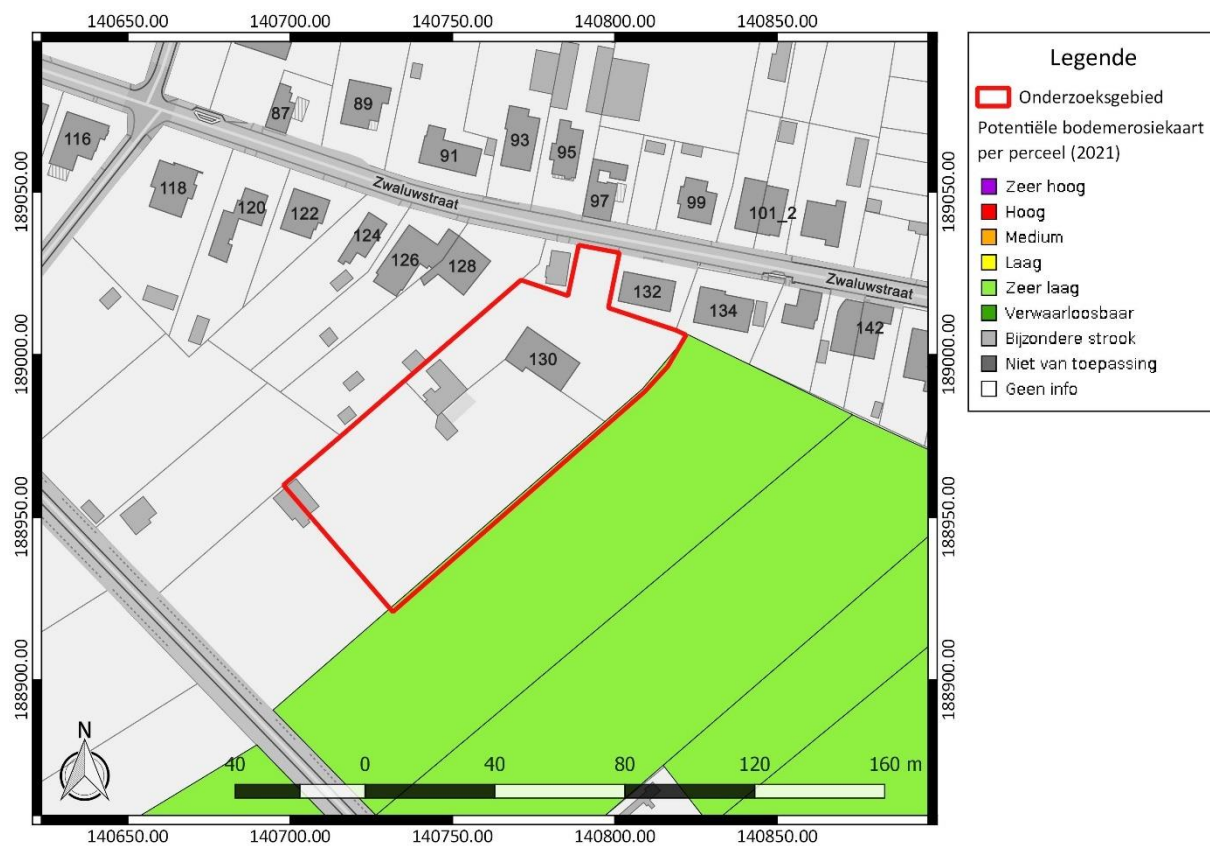 140650.00 140700.00 140750.00 140800.00 140850.00
Legende
Onderzoeksgebied
Potentiële bodemerosiekaart
per perceel (2021)
Zeer hoog
Hoog
Medium
Laag
Zeer laag
Verwaarloosbaar
Bijzondere strook
Niet van toepassing
Geen info
87
89
116
93
91
95
118
Zwaluwstraat
189050.00
189050.00
120
122
97
99
101_2
124
126
128
Zwaluwstraat
132
134
142
189000.00
189000.00
130
188950.00
188950.00
188900.00
188900.00
N
40 0 40 80 120 160 m
140650.00 140700.00 140750.00 140800.00 140850.00